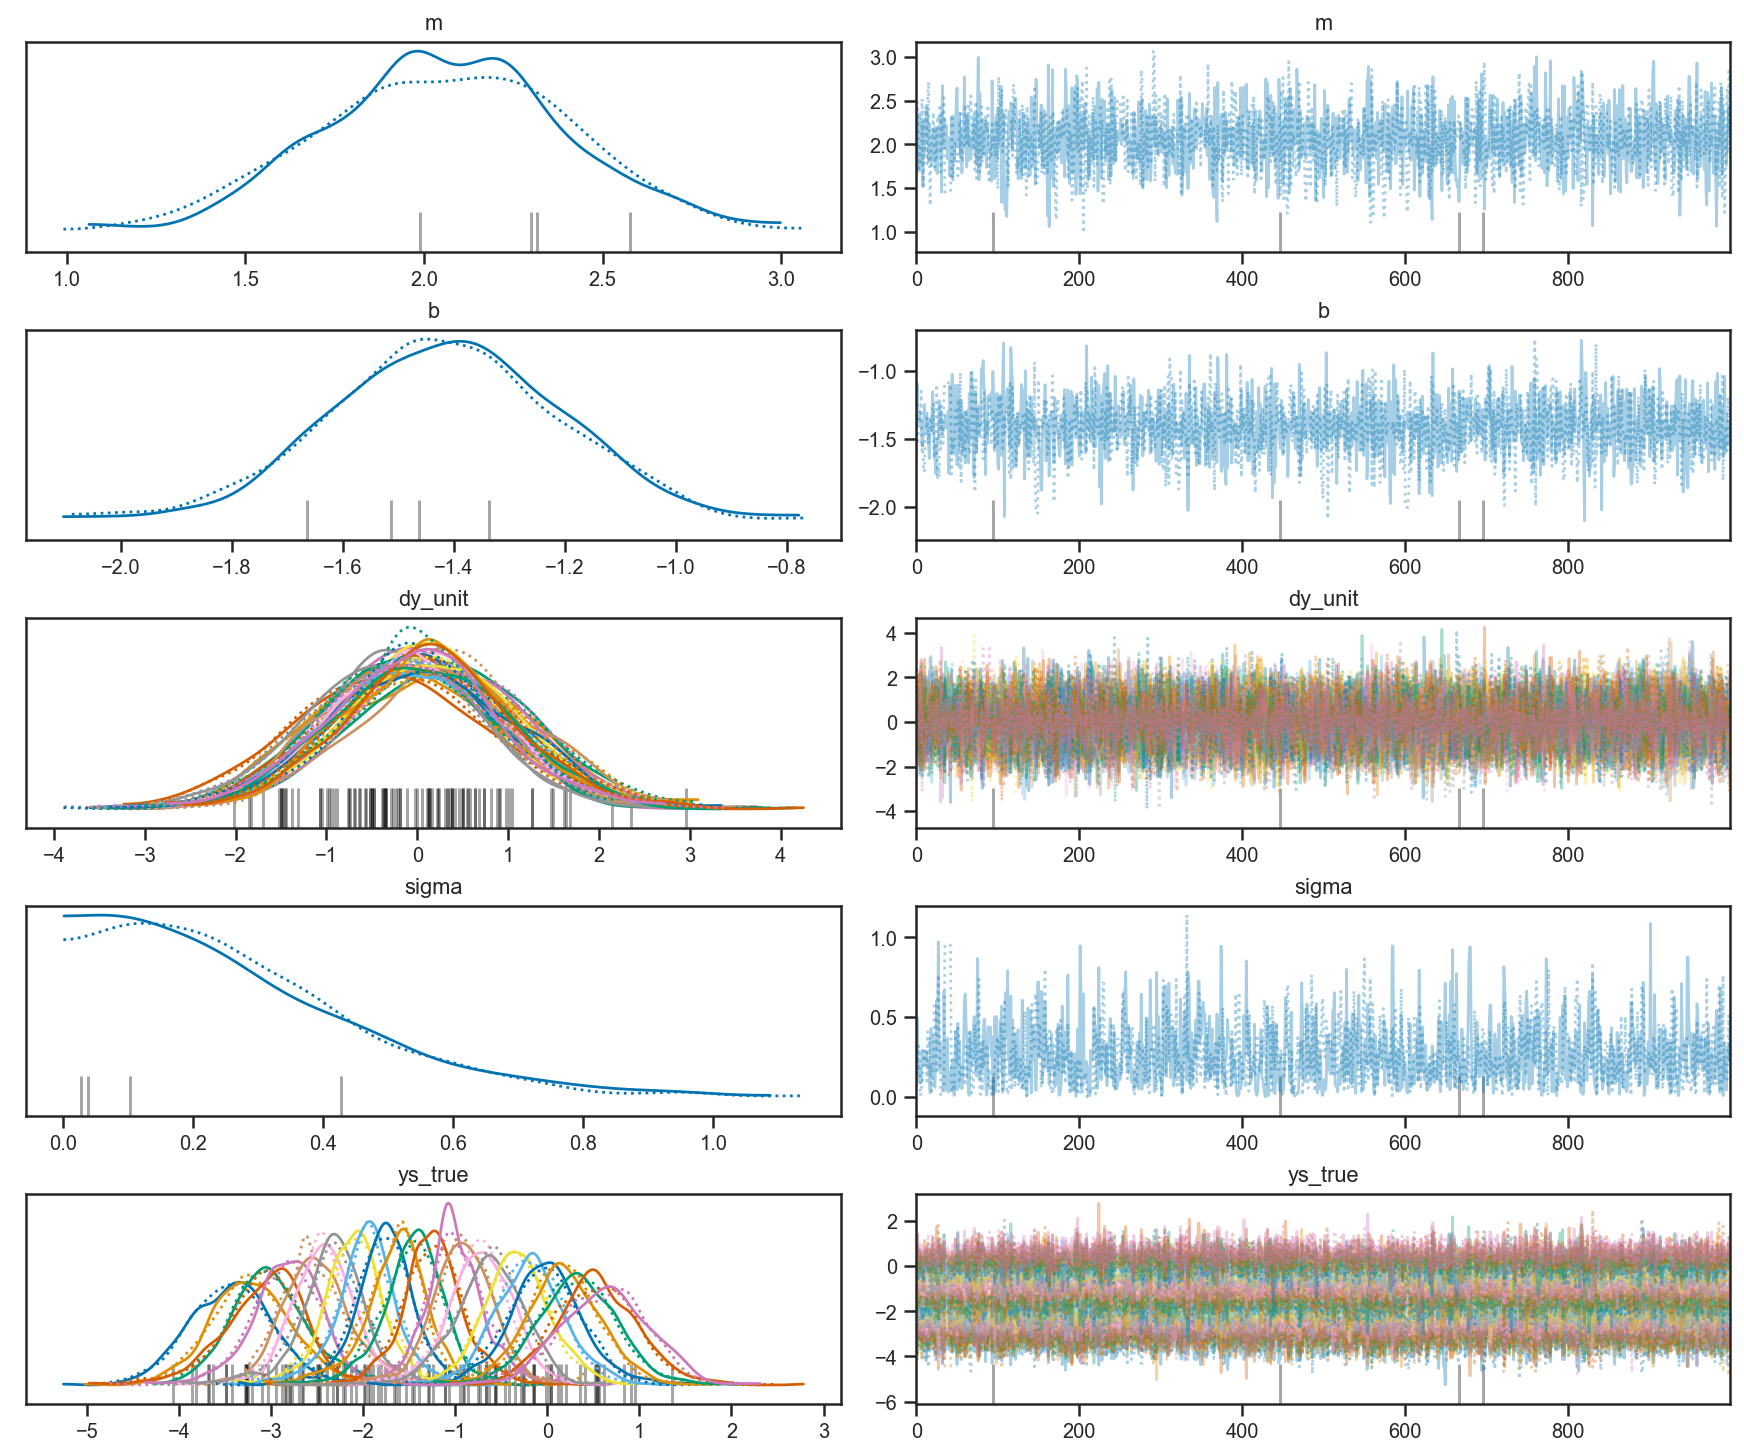 m
m
1.0 1.5 2.0 2.5 3.0
3.0
2.5
2.0
1.5
1.0
0 200 400 600 800
b
b
−2.0 −1.8 −1.6 −1.4 −1.2 −1.0 −0.8
−1.0
−1.5
−2.0
0 200 400 600 800
dy_unit
dy_unit
−4 −3 −2 −1 0 1 2 3 4
4
2
0
−2
−4
0 200 400 600 800
sigma
sigma
0.0 0.2 0.4 0.6 0.8 1.0
1.0
0.5
0.0
0 200 400 600 800
ys_true
ys_true
−5 −4 −3 −2 −1 0 1 2 3
2
0
−2
−4
−6
0 200 400 600 800